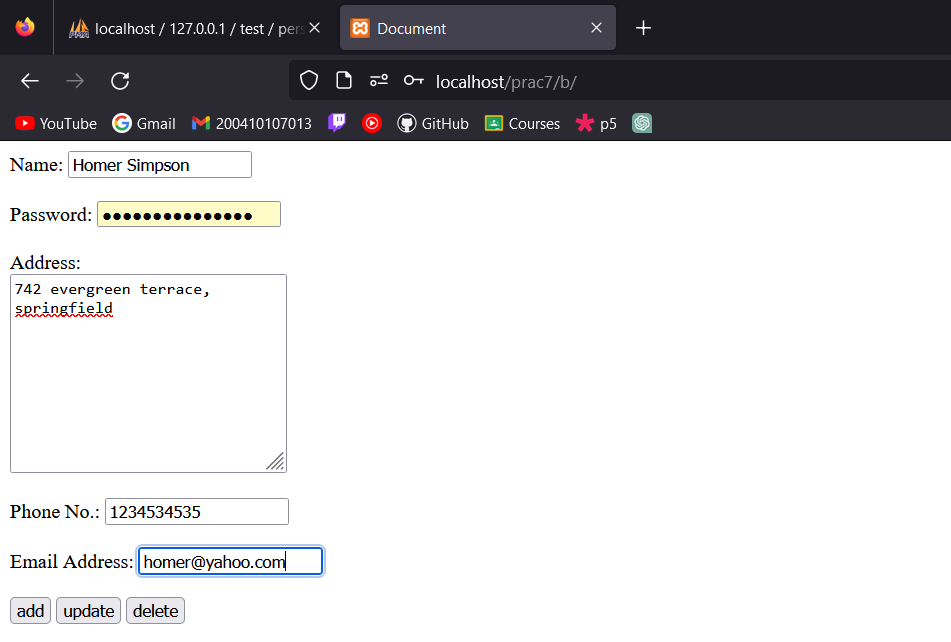 localhost / 127.0.0.1 / test / pers
Document
localhost/prac7/b/
YouTube Gmail 200410107013 GitHub Courses p5
Name: Homer Simpson
Password: ●●●●●●●●●●●●●●●
Address:
742 evergreen terrace,
springfield
Phone No.: 1234534535
Email Address: homer@yahoo.com
add update delete